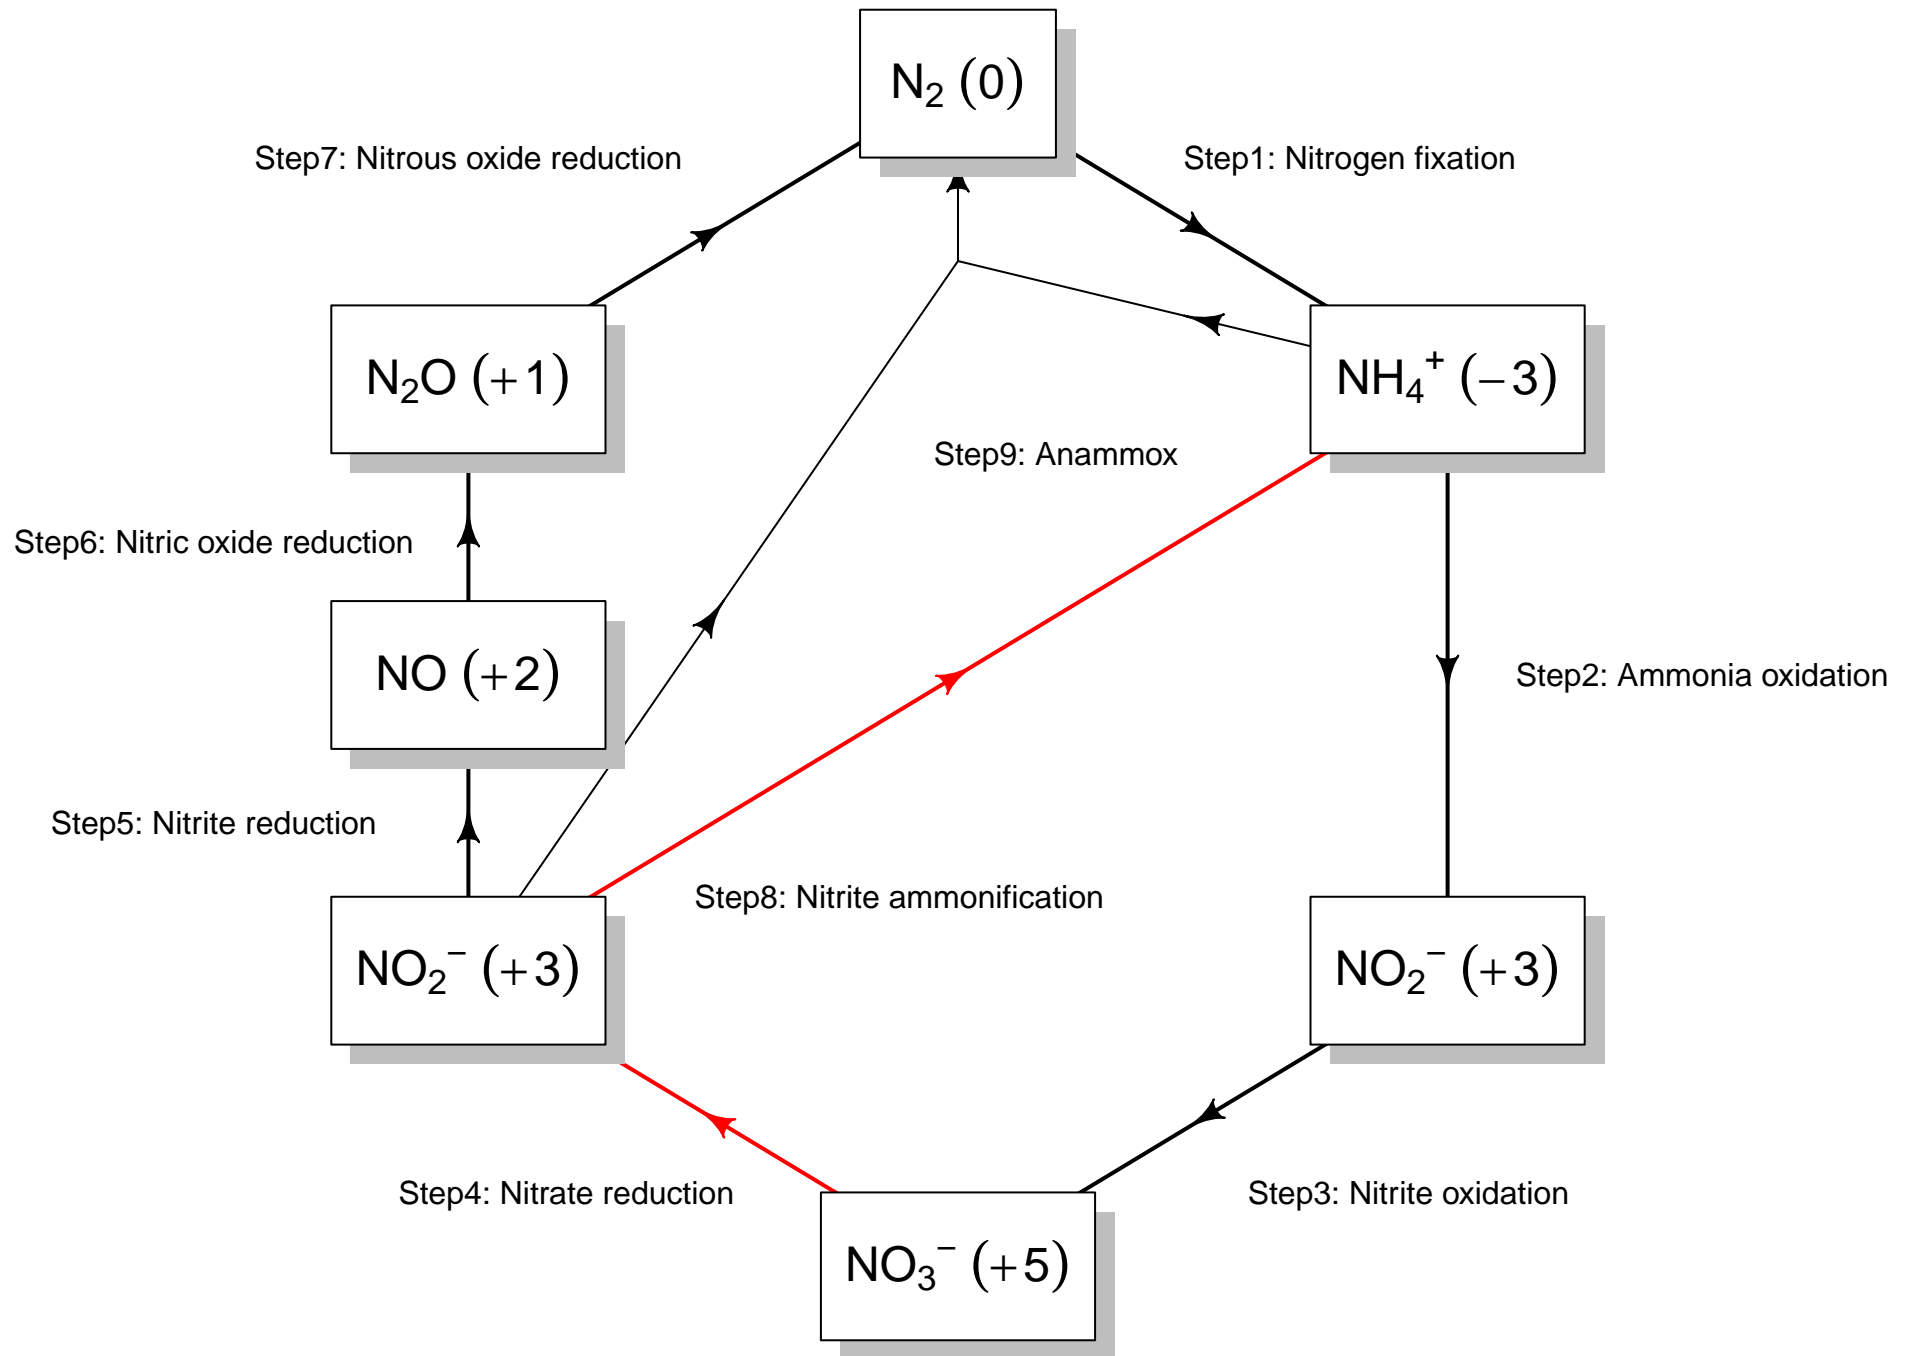 N₂ (0)
Step7: Nitrous oxide reduction
Step1: Nitrogen fixation
N₂O (+1)
NH₄⁺ (−3)
Step9: Anammox
Step6: Nitric oxide reduction
NO (+2)
Step2: Ammonia oxidation
Step5: Nitrite reduction
Step8: Nitrite ammonification
NO₂⁻ (+3)
NO₂⁻ (+3)
Step4: Nitrate reduction
Step3: Nitrite oxidation
NO₃⁻ (+5)